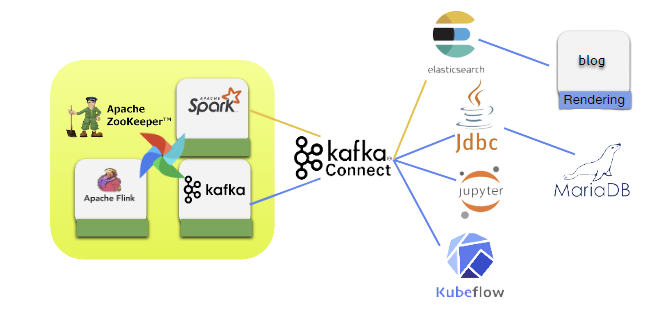 Apache
ZooKeeper™
APACHE
Spark
Apache Flink
kafka
kafka®
Connect
elasticsearch
Jdbc
jupyter
Kubeflow
blog
Rendering
MariaDB